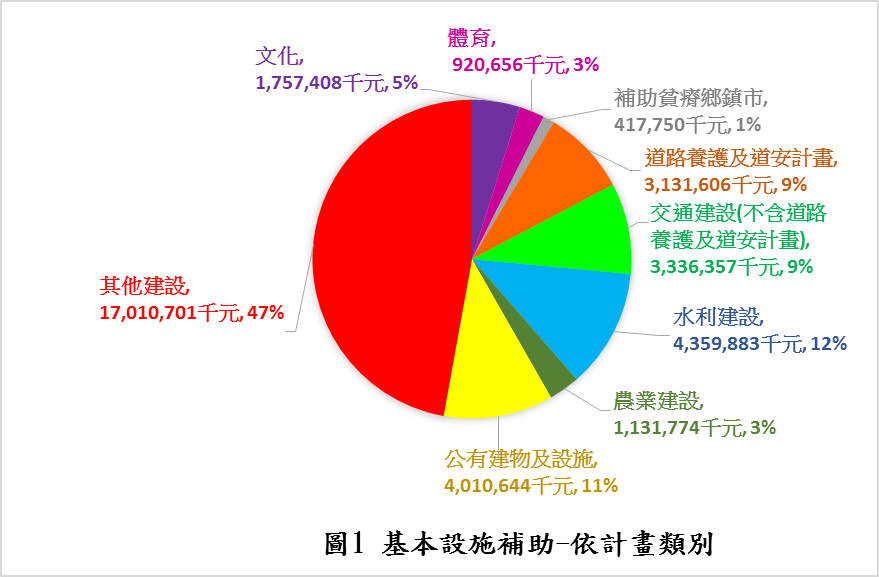 體育,
920,656千元, 3%
文化,
1,757,408千元, 5%
補助貧瘠鄉鎮市,
417,750千元, 1%
道路養護及道安計畫,
3,131,606千元, 9%
交通建設(不含道路
養護及道安計畫),
3,336,357千元, 9%
其他建設,
17,010,701千元, 47%
水利建設,
4,359,883千元, 12%
農業建設,
1,131,774千元, 3%
公有建物及設施,
4,010,644千元, 11%
圖1 基本設施補助-依計畫類別